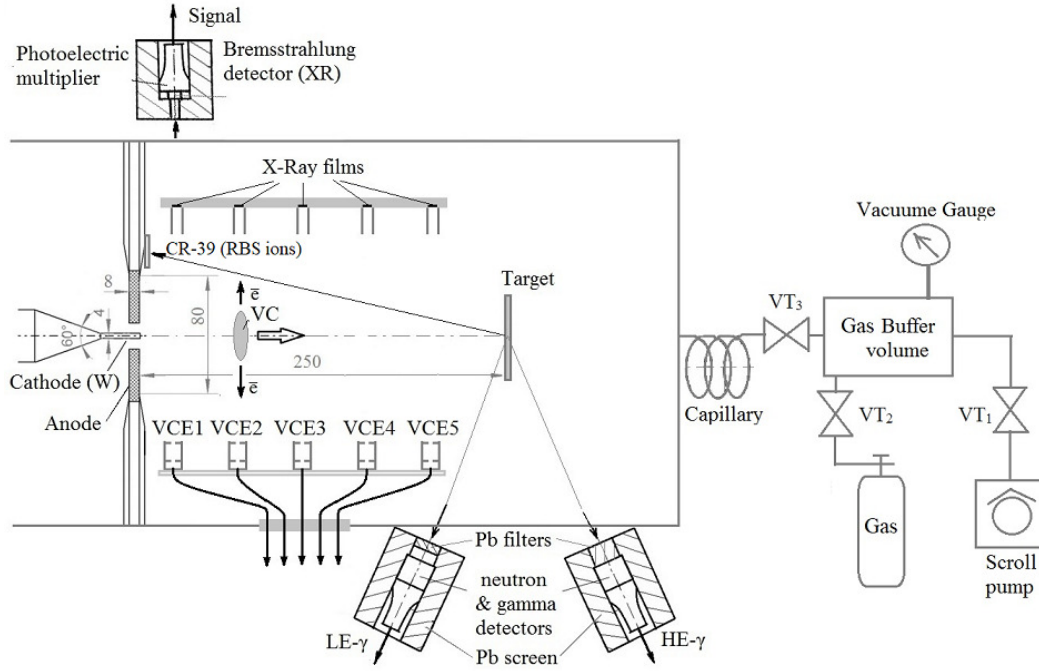 Signal
Photoelectric
multiplier
Bremsstrahlung
detector (XR)
X-Ray films
Vacuume Gauge
CR-39 (RBS ions)
Target
8
4
60°
80
e̅
VC
250
e̅
VT3
Gas Buffer
volume
Cathode (W)
Anode
Capillary
VT2
VT1
VCE1 VCE2 VCE3 VCE4 VCE5
Gas
Scroll
pump
Pb filters
neutron
& gamma
detectors
LE-γ
HE-γ
Pb screen